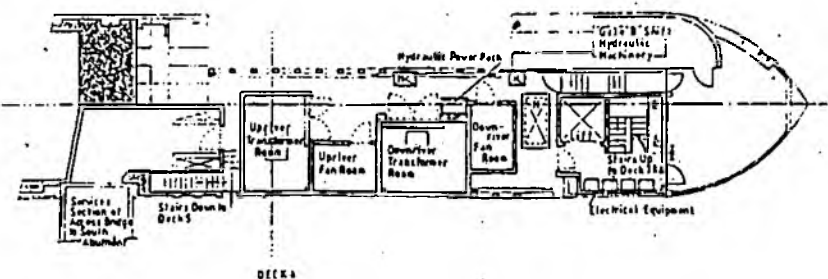 Gate "B" Shift
Hydraulic
Machinery
Hydraulic Power Pack
Upriver
Transformer
Room
Upriver
Fan Room
Downriver
Transformer
Room
Down-
river
Fan
Room
Lift
Stairs Up
to Deck
Electrical Equipment
Stairs Down to
Deck 5
Services
Section of
Access Bridge
to South
Abutment
DECK